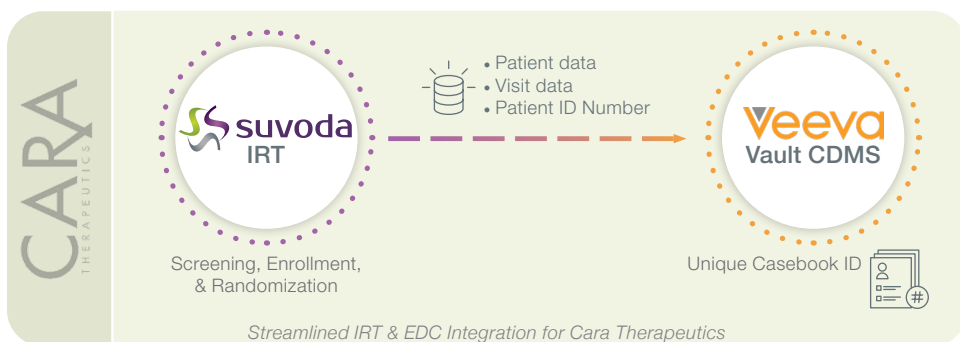 CARA
THERAPEUTICS
suvoda
IRT
Screening, Enrollment,
& Randomization
• Patient data
• Visit data
• Patient ID Number
Veeva
Vault CDMS
Unique Casebook ID
#
Streamlined IRT & EDC Integration for Cara Therapeutics